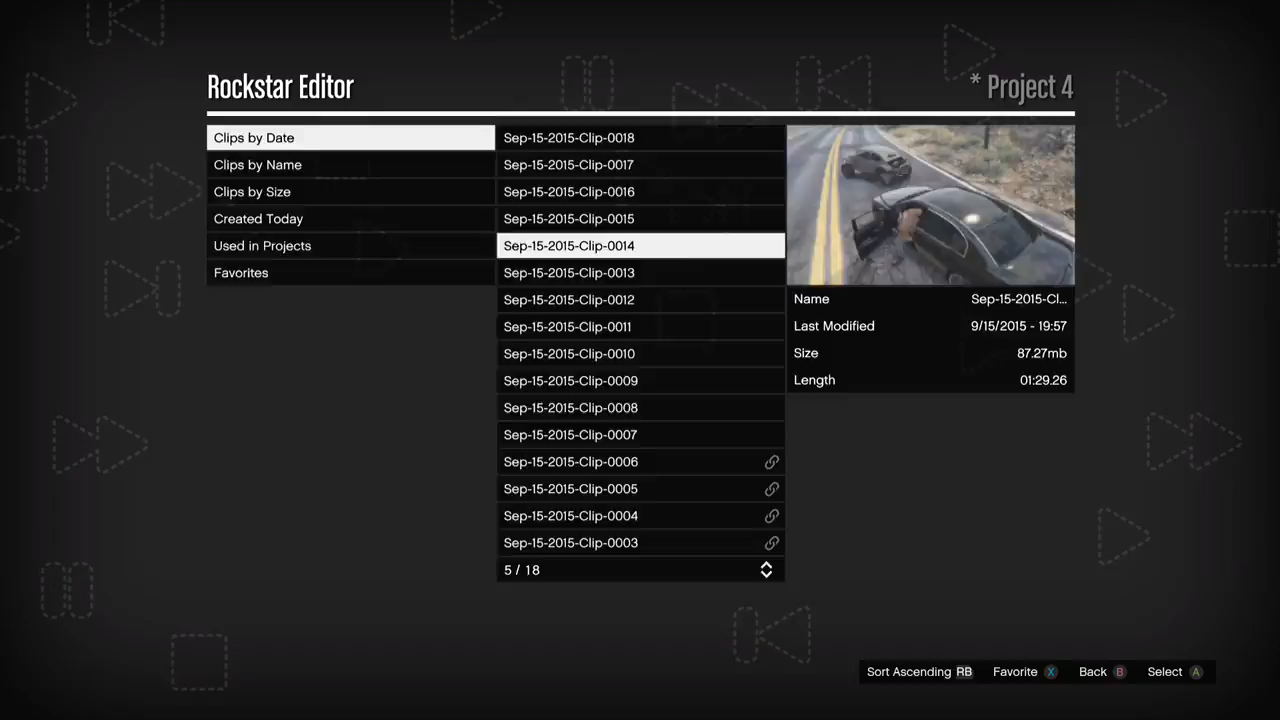 Rockstar Editor
* Project 4
Clips by Date
Clips by Name
Clips by Size
Created Today
Used in Projects
Favorites
Sep-15-2015-Clip-0018
Sep-15-2015-Clip-0017
Sep-15-2015-Clip-0016
Sep-15-2015-Clip-0015
Sep-15-2015-Clip-0014
Sep-15-2015-Clip-0013
Sep-15-2015-Clip-0012
Sep-15-2015-Clip-0011
Sep-15-2015-Clip-0010
Sep-15-2015-Clip-0009
Sep-15-2015-Clip-0008
Sep-15-2015-Clip-0007
Sep-15-2015-Clip-0006
Sep-15-2015-Clip-0005
Sep-15-2015-Clip-0004
Sep-15-2015-Clip-0003
5 / 18
Name Sep-15-2015-Cl...
Last Modified 9/15/2015 - 19:57
Size 87.27mb
Length 01:29.26
Sort Ascending RB Favorite X Back B Select A